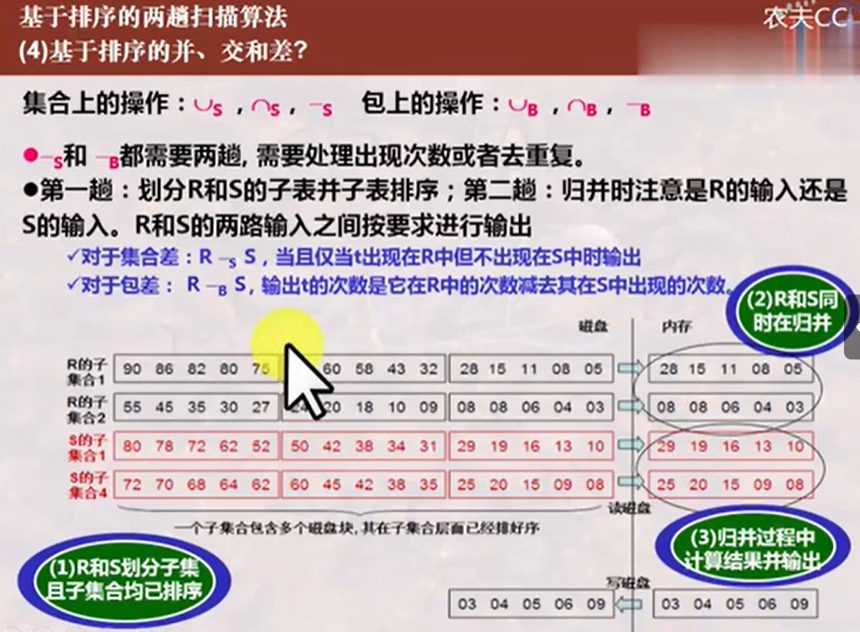 基于排序的两趟扫描算法
农夫CC
(4)基于排序的并、交和差?
集合上的操作：∪S ，∩S，−S 包上的操作：∪B ，∩B，−B
●−S和 −B都需要两趟, 需要处理出现次数或者去重复。
●第一趟：划分R和S的子表并子表排序；第二趟：归并时注意是R的输入还是
S的输入。R和S的两路输入之间按要求进行输出
✓对于集合差：R −S S，当且仅当t出现在R中但不出现在S中时输出
✓对于包差： R −B S，输出t的次数是它在R中的次数减去其在S中出现的次数。
(2)R和S同
时在归并
磁盘 内存
R的子
集合1
90 86 82 80 75 60 58 43 32 28 15 11 08 05 28 15 11 08 05
R的子
集合2
55 45 35 30 27 20 18 10 09 08 08 06 04 03 08 08 06 04 03
S的子
集合1
80 78 72 62 52 50 42 38 34 31 29 19 16 13 10 29 19 16 13 10
S的子
集合4
72 70 68 64 62 60 45 42 38 35 25 20 15 09 08 25 20 15 09 08
读磁盘
一个子集合包含多个磁盘块,其在子集合层面已经排好序
(1)R和S划分子集
且子集合均已排序
(3)归并过程中
计算结果并输出
写磁盘
03 04 05 06 09 03 04 05 06 09